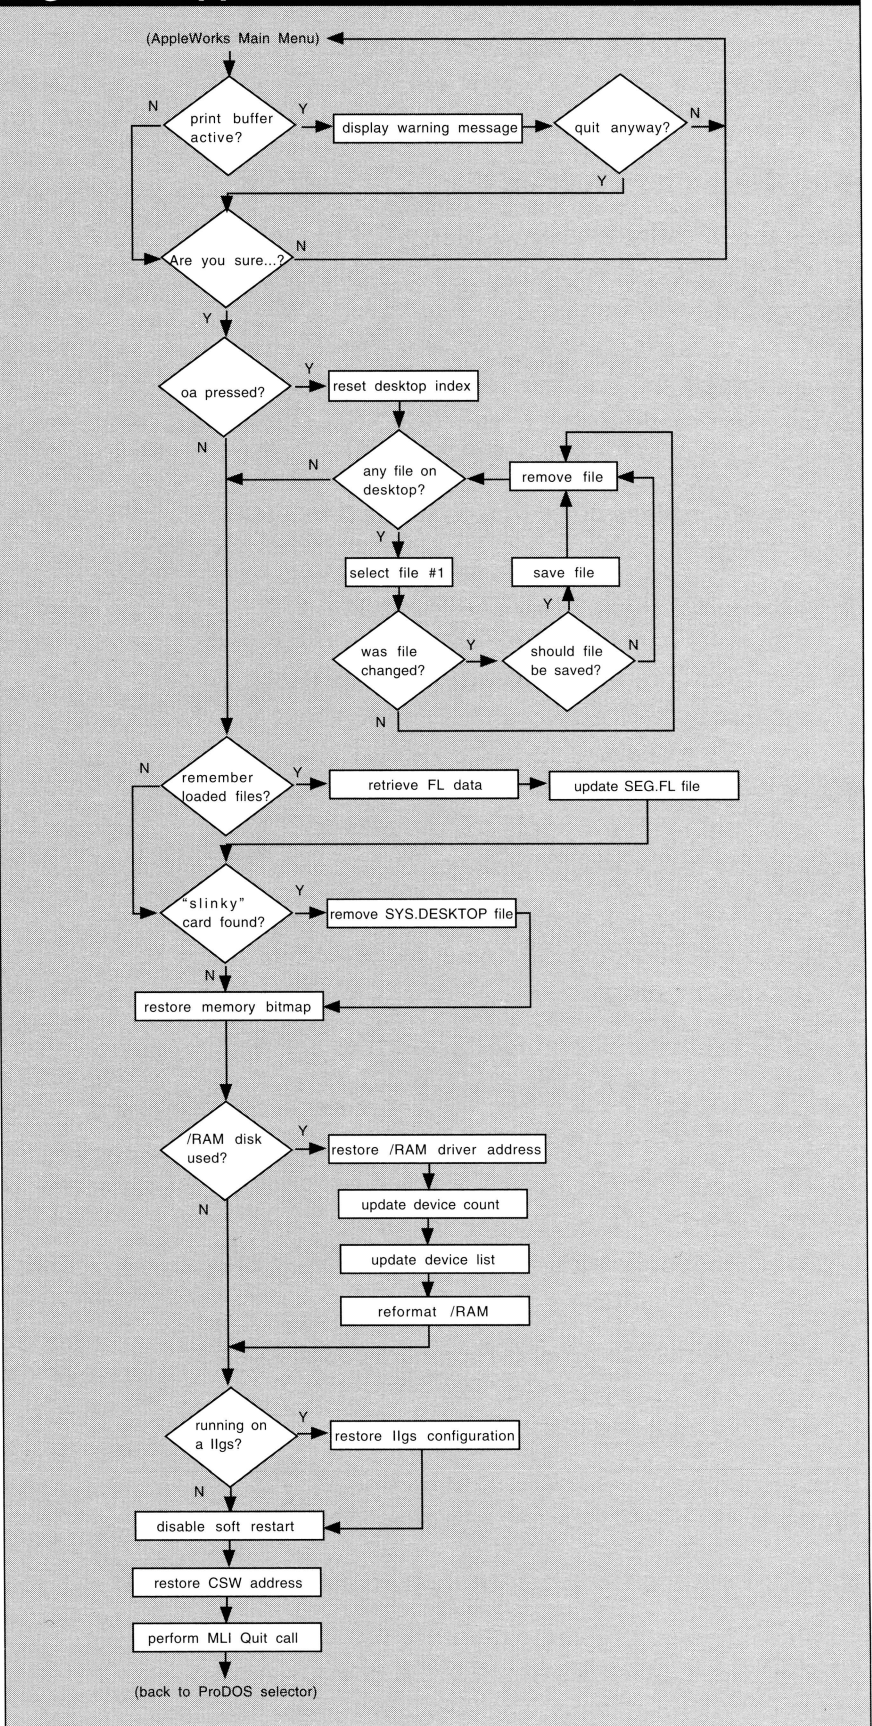 (AppleWorks Main Menu)
N
print buffer
active?
Y
display warning message
quit anyway?
N
Y
Are you sure...?
N
Y
oa pressed?
Y
reset desktop index
N
N
any file on
desktop?
remove file
Y
select file #1
save file
Y
was file
changed?
Y
should file
be saved?
N
N
N
remember
loaded files?
Y
retrieve FL data
update SEG.FL file
"slinky"
card found?
Y
remove SYS.DESKTOP file
N
restore memory bitmap
/RAM disk
used?
Y
restore /RAM driver address
N
update device count
update device list
reformat /RAM
running on
a IIgs?
Y
restore IIgs configuration
N
disable soft restart
restore CSW address
perform MLI Quit call
(back to ProDOS selector)